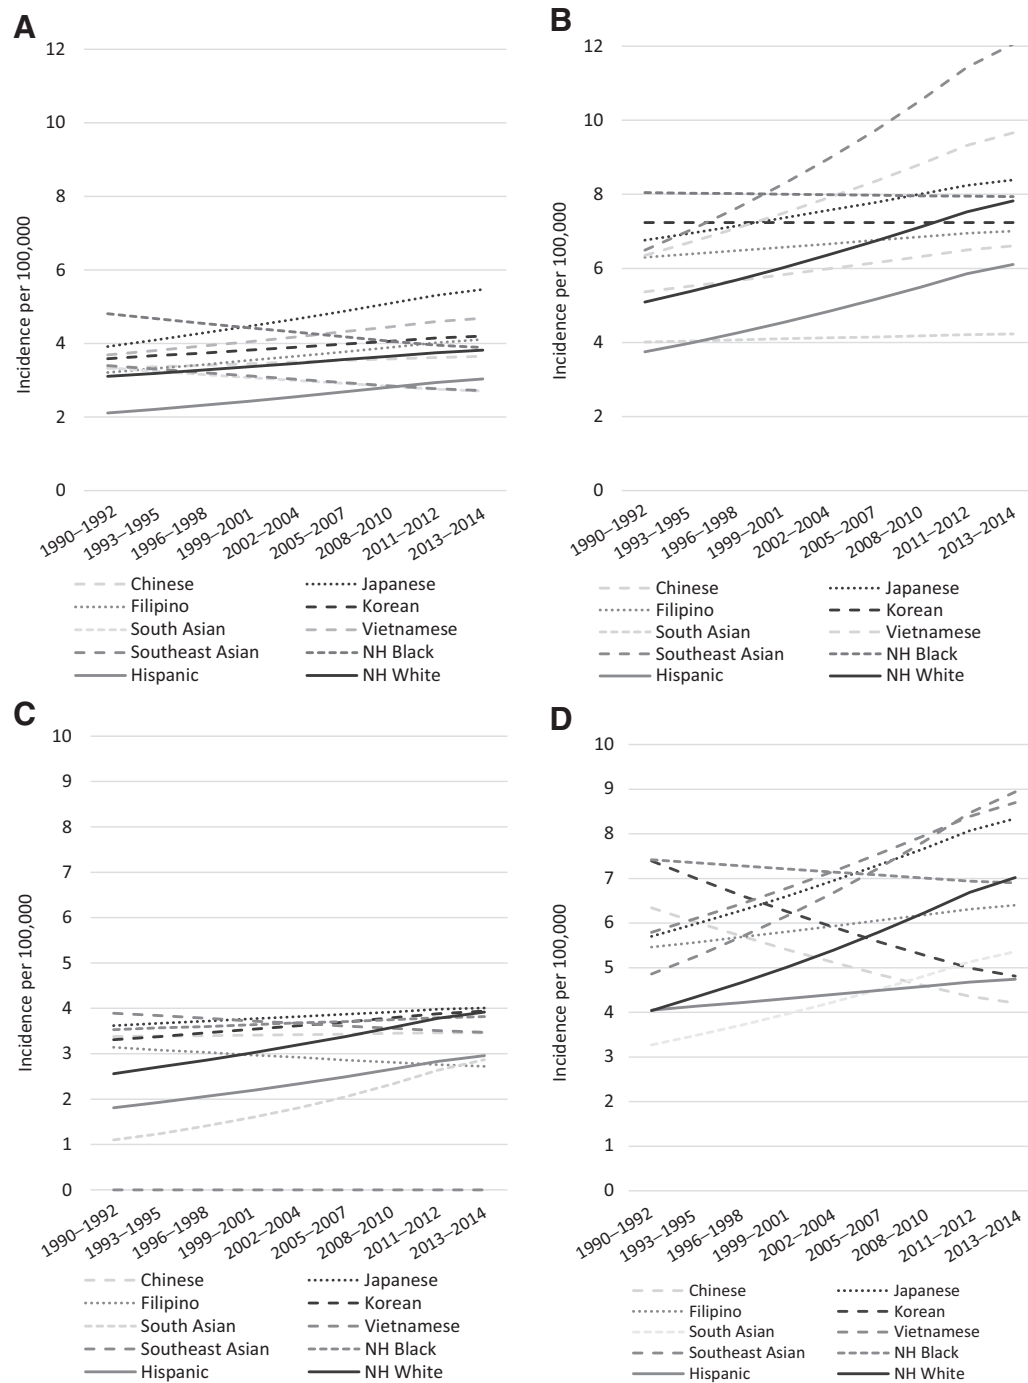 A
12
10
8
6
4
2
0
Incidence per 100,000
1990–1992
1993–1995
1996–1998
1999–2001
2002–2004
2005–2007
2008–2010
2011–2012
2013–2014
Chinese Japanese
Filipino Korean
South Asian Vietnamese
Southeast Asian NH Black
Hispanic NH White
B
12
10
8
6
4
2
0
Incidence per 100,000
1990–1992
1993–1995
1996–1998
1999–2001
2002–2004
2005–2007
2008–2010
2011–2012
2013–2014
Chinese Japanese
Filipino Korean
South Asian Vietnamese
Southeast Asian NH Black
Hispanic NH White
C
10
9
8
7
6
5
4
3
2
1
0
Incidence per 100,000
1990–1992
1993–1995
1996–1998
1999–2001
2002–2004
2005–2007
2008–2010
2011–2012
2013–2014
Chinese Japanese
Filipino Korean
South Asian Vietnamese
Southeast Asian NH Black
Hispanic NH White
D
10
9
8
7
6
5
4
3
2
1
0
Incidence per 100,000
1990–1992
1993–1995
1996–1998
1999–2001
2002–2004
2005–2007
2008–2010
2011–2012
2013–2014
Chinese Japanese
Filipino Korean
South Asian Vietnamese
Southeast Asian NH Black
Hispanic NH White